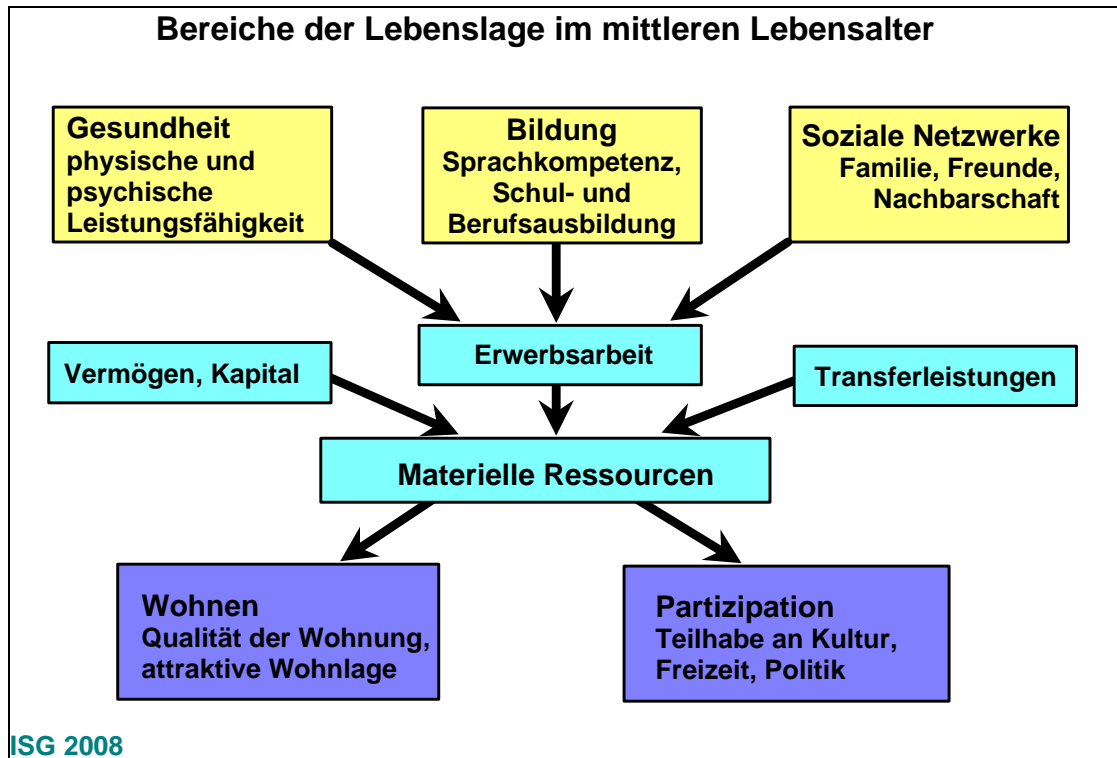 Bereiche der Lebenslage im mittleren Lebensalter
Gesundheit
physische und
psychische
Leistungsfähigkeit
Bildung
Sprachkompetenz,
Schul- und
Berufsausbildung
Soziale Netzwerke
Familie, Freunde,
Nachbarschaft
Vermögen, Kapital
Erwerbsarbeit
Transferleistungen
Materielle Ressourcen
Wohnen
Qualität der Wohnung,
attraktive Wohnlage
Partizipation
Teilhabe an Kultur,
Freizeit, Politik
ISG 2008